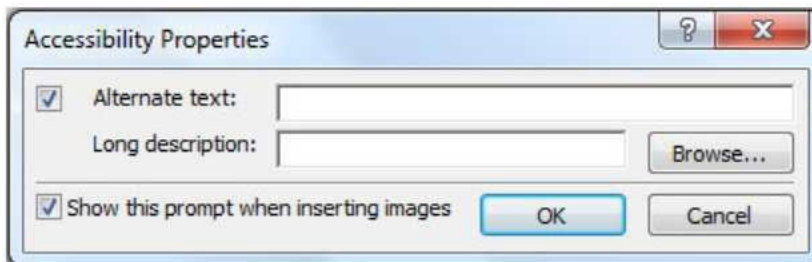 Accessibility Properties
Alternate text:
Long description:
Browse...
Show this prompt when inserting images
OK
Cancel